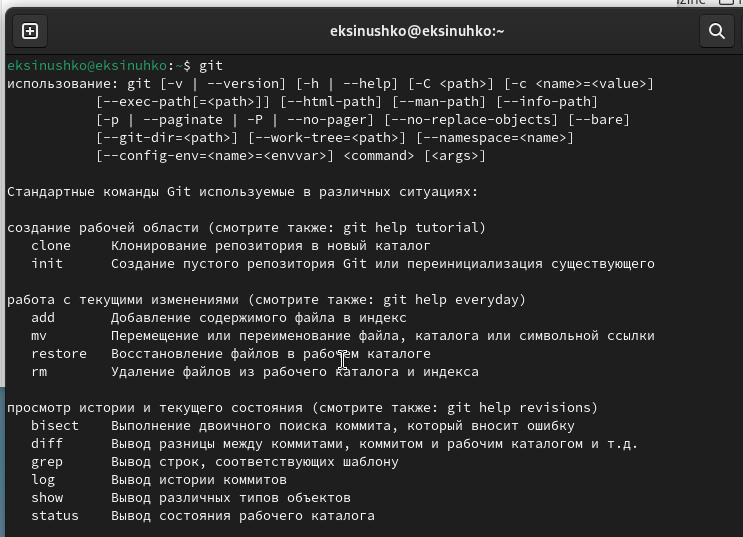 eksinushko@eksinuhko:~
eksinushko@eksinuhko:~$ git
использование: git [-v | --version] [-h | --help] [-C <path>] [-c <name>=<value>]
[--exec-path[=<path>]] [--html-path] [--man-path] [--info-path]
[-p | --paginate | -P | --no-pager] [--no-replace-objects] [--bare]
[--git-dir=<path>] [--work-tree=<path>] [--namespace=<name>]
[--config-env=<name>=<envvar>] <command> [<args>]
Стандартные команды Git используемые в различных ситуациях:
создание рабочей области (смотрите также: git help tutorial)
clone Клонирование репозитория в новый каталог
init Создание пустого репозитория Git или переинициализация существующего
работа с текущими изменениями (смотрите также: git help everyday)
add Добавление содержимого файла в индекс
mv Перемещение или переименование файла, каталога или символьной ссылки
restore Восстановление файлов в рабочем каталоге
rm Удаление файлов из рабочего каталога и индекса
просмотр истории и текущего состояния (смотрите также: git help revisions)
bisect Выполнение двоичного поиска коммита, который вносит ошибку
diff Вывод разницы между коммитами, коммитом и рабочим каталогом и т.д.
grep Вывод строк, соответствующих шаблону
log Вывод истории коммитов
show Вывод различных типов объектов
status Вывод состояния рабочего каталога